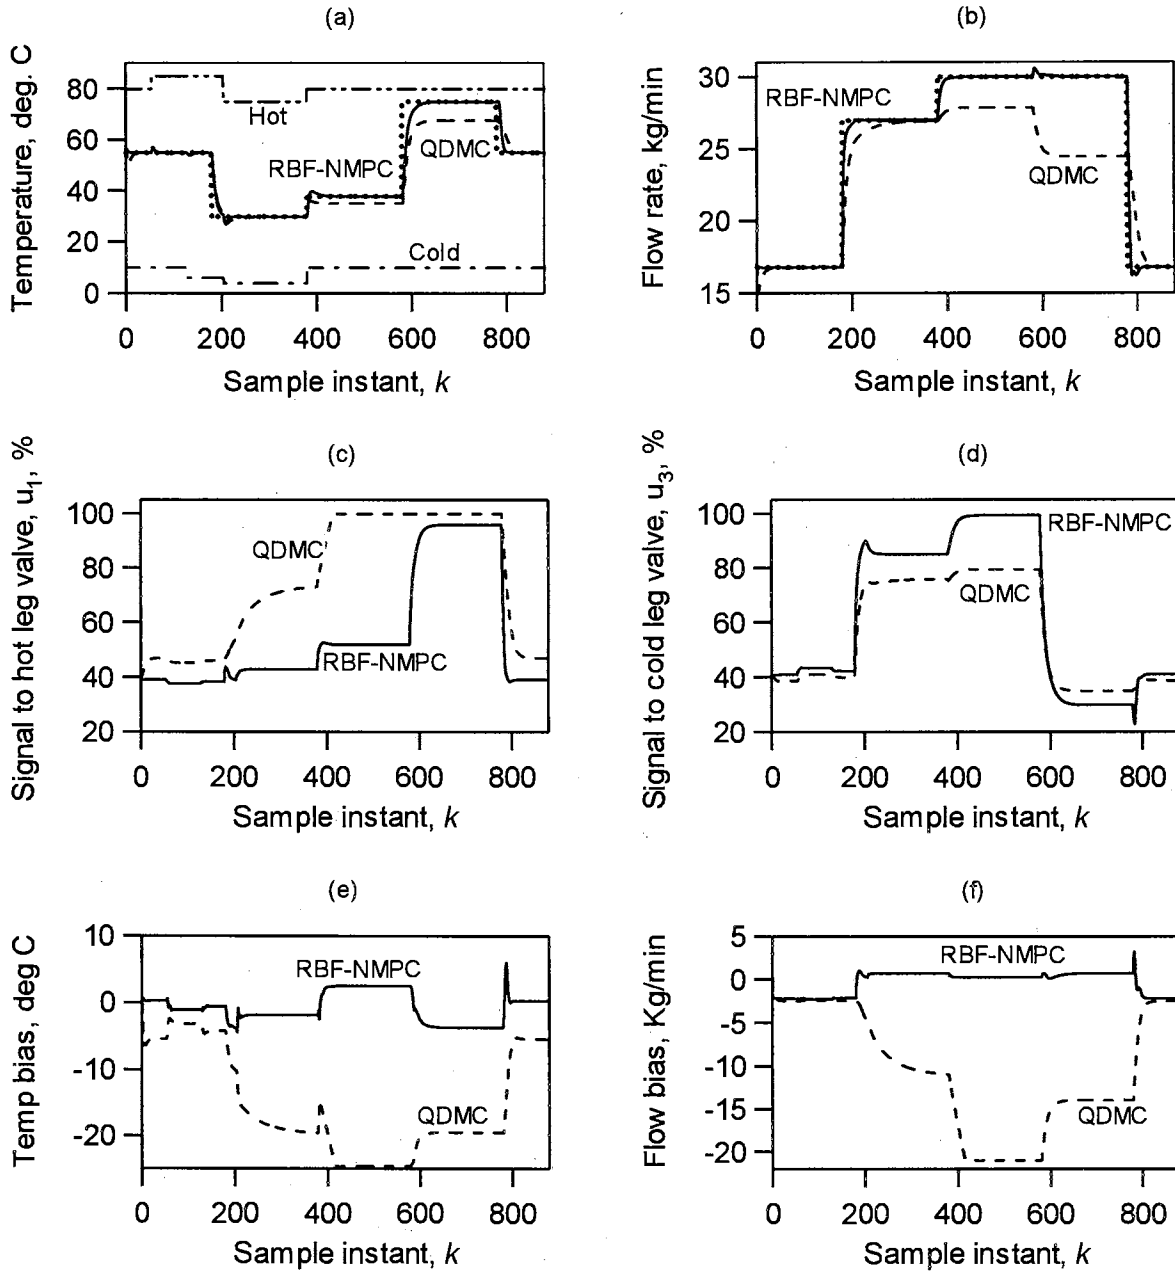 (a)
Temperature, deg. C
80
60
40
20
0
Hot
RBF-NMPC
QDMC
Cold
0 200 400 600 800
Sample instant, k
(b)
Flow rate, kg/min
30
25
20
15
RBF-NMPC
QDMC
0 200 400 600 800
Sample instant, k
(c)
Signal to hot leg valve, u1, %
100
80
60
40
20
QDMC
RBF-NMPC
0 200 400 600 800
Sample instant, k
(d)
Signal to cold leg valve, u3, %
100
80
60
40
20
RBF-NMPC
QDMC
0 200 400 600 800
Sample instant, k
(e)
Temp bias, deg C
10
0
-10
-20
RBF-NMPC
QDMC
0 200 400 600 800
Sample instant, k
(f)
Flow bias, Kg/min
5
0
-5
-10
-15
-20
RBF-NMPC
QDMC
0 200 400 600 800
Sample instant, k